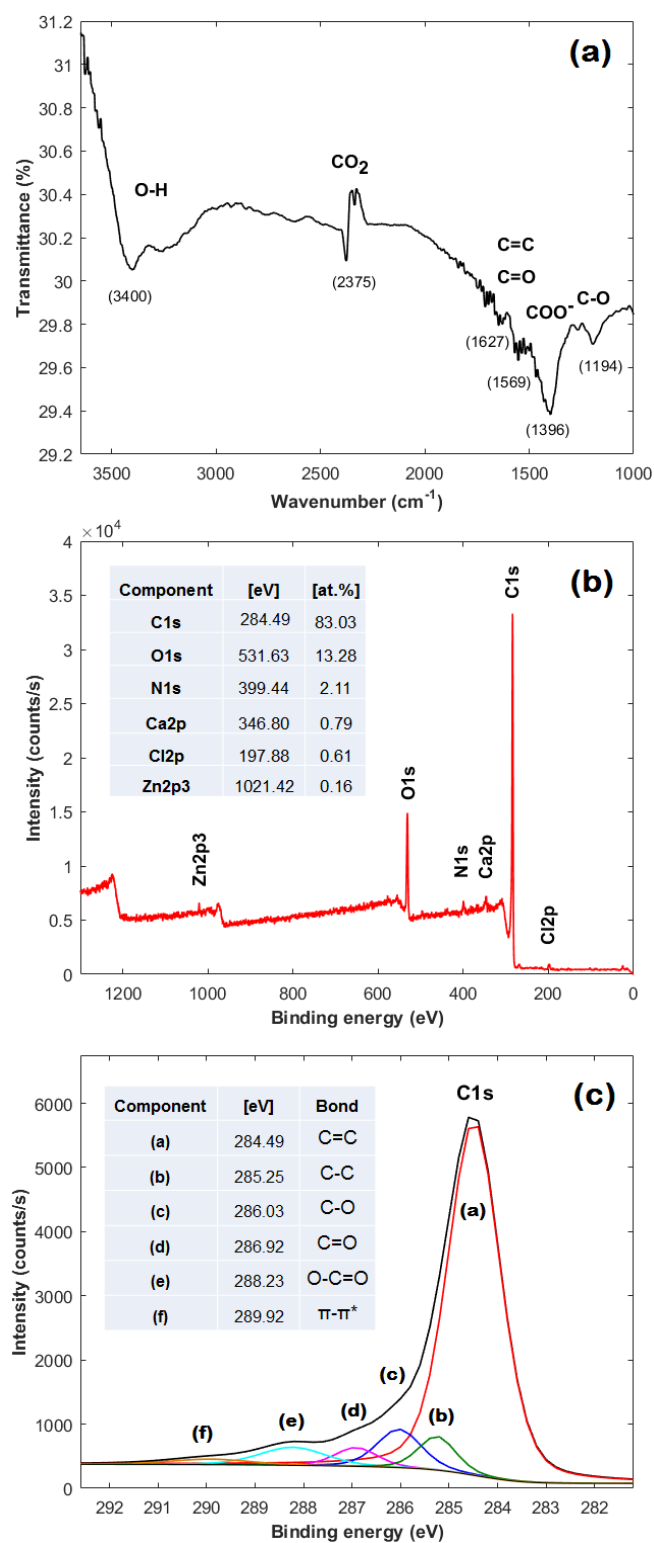 (a)
31.2
31
30.8
30.6
30.4
30.2
30
29.8
29.6
29.4
29.2
Transmittance (%)
O-H
CO2
C=C
C=O
COO-
C-O
(3400)
(2375)
(1627)
(1569)
(1396)
(1194)
3500 3000 2500 2000 1500 1000
Wavenumber (cm-1)
× 10^4
(b)
4
3.5
3
2.5
2
1.5
1
0.5
0
Intensity (counts/s)
Component [eV] [at.%]
C1s 284.49 83.03
O1s 531.63 13.28
N1s 399.44 2.11
Ca2p 346.80 0.79
Cl2p 197.88 0.61
Zn2p3 1021.42 0.16
Zn2p3
O1s
N1s
Ca2p
C1s
Cl2p
1200 1000 800 600 400 200 0
Binding energy (eV)
(c)
C1s
6000
5000
4000
3000
2000
1000
0
Intensity (counts/s)
Component [eV] Bond
(a) 284.49 C=C
(b) 285.25 C-C
(c) 286.03 C-O
(d) 286.92 C=O
(e) 288.23 O-C=O
(f) 289.92 π-π*
(a)
(c)
(b)
(d)
(e)
(f)
292 291 290 289 288 287 286 285 284 283 282
Binding energy (eV)